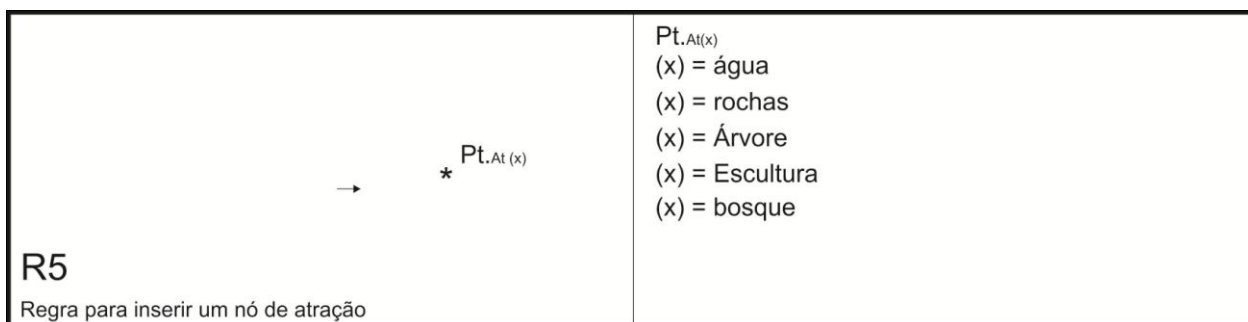 Pt.At (x)
*
R5
Regra para inserir um nó de atração
Pt.At(x)
(x) = água
(x) = rochas
(x) = Árvore
(x) = Escultura
(x) = bosque